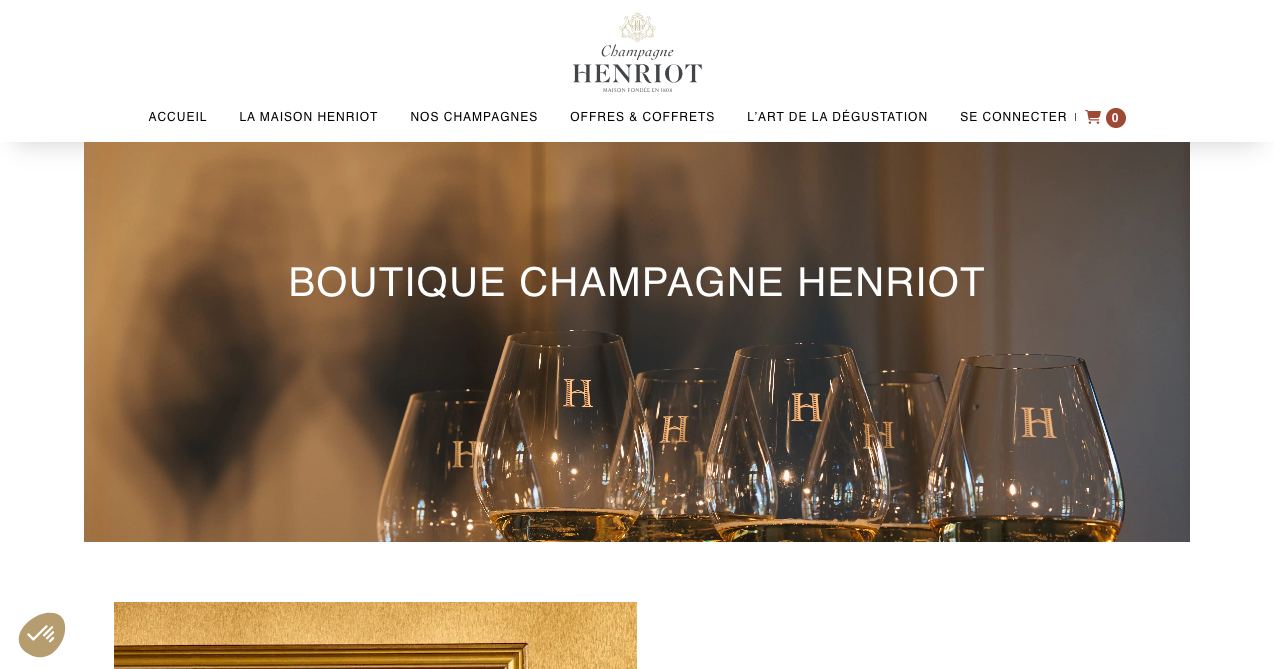 Champagne
HENRIOT
MAISON FONDÉE EN 1808
ACCUEIL LA MAISON HENRIOT NOS CHAMPAGNES OFFRES & COFFRETS L'ART DE LA DÉGUSTATION SE CONNECTER 0
BOUTIQUE CHAMPAGNE HENRIOT
H H H H H H